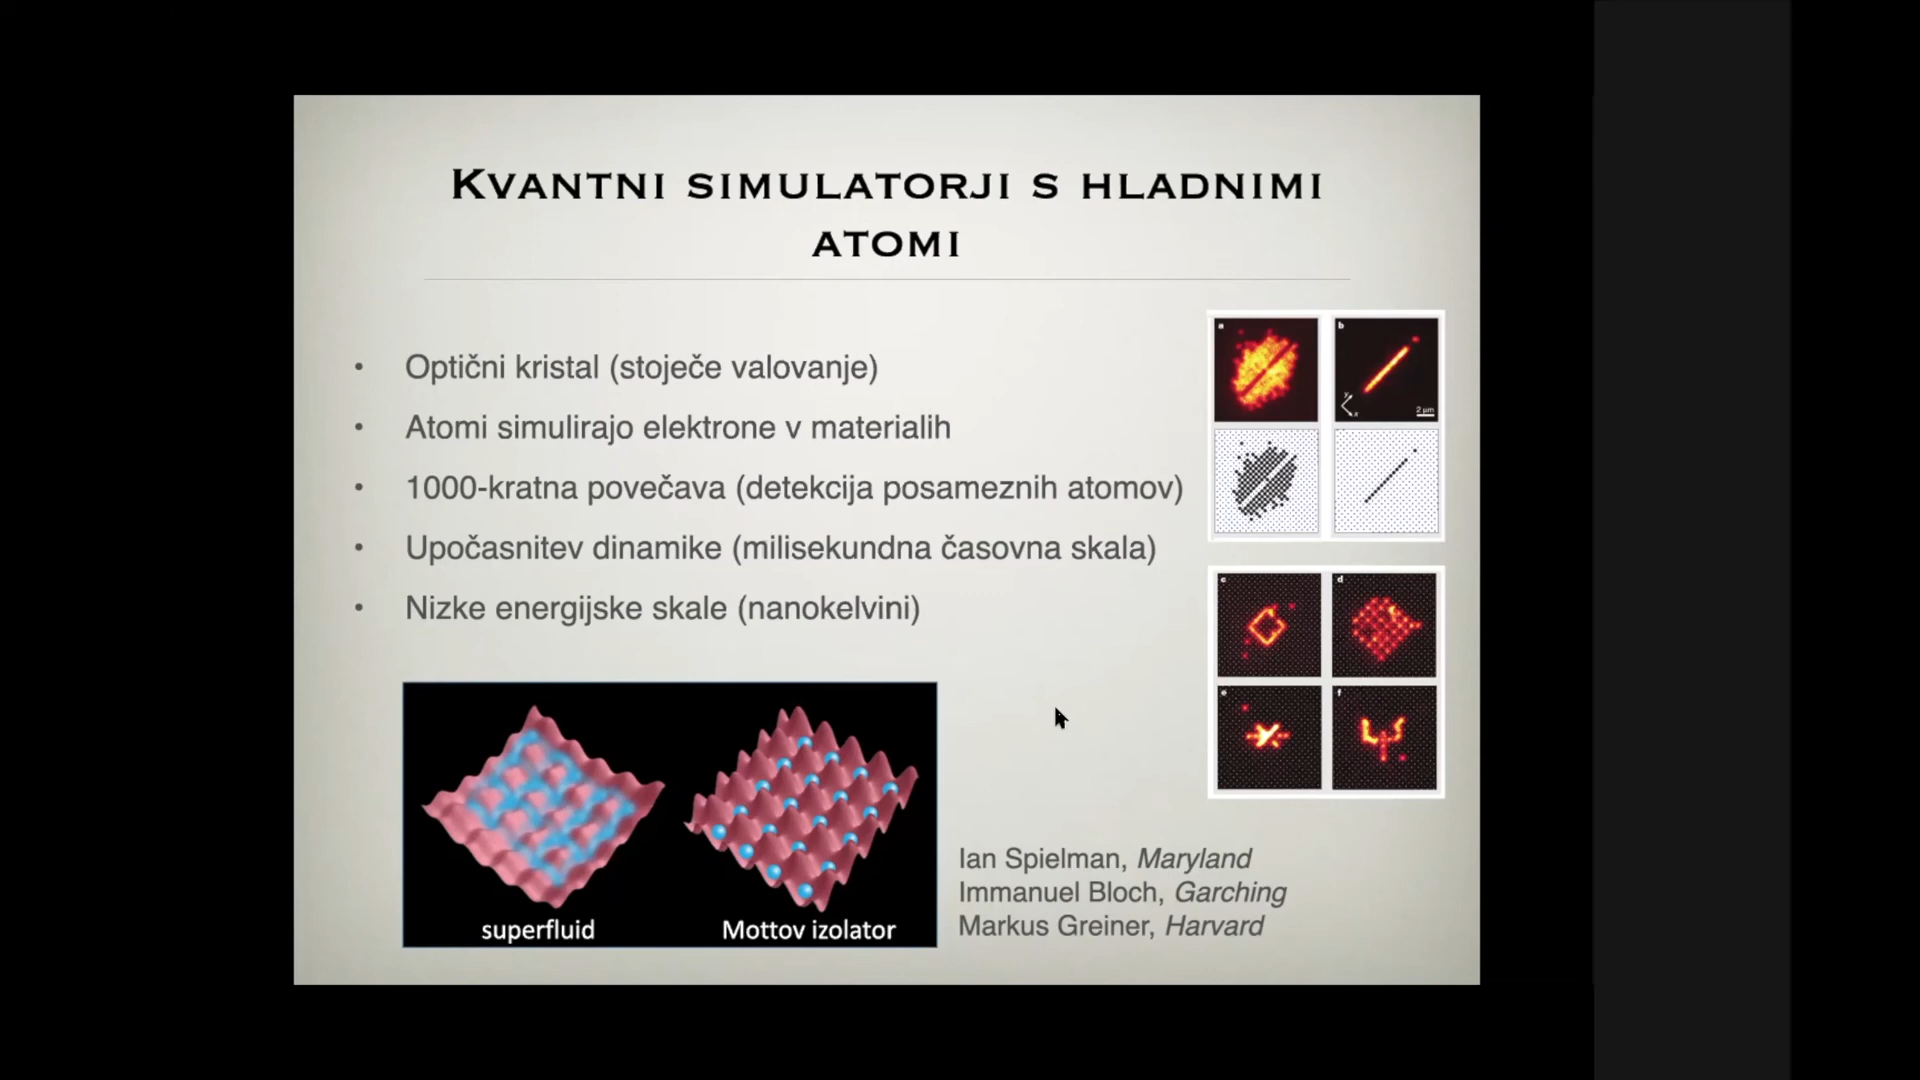 KVANTNI SIMULATORJI S HLADNIMI
ATOMI
• Optični kristal (stoječe valovanje)
• Atomi simulirajo elektrone v materialih
• 1000-kratna povečava (detekcija posameznih atomov)
• Upočasnitev dinamike (milisekundna časovna skala)
• Nizke energijske skale (nanokelvini)
a
b
y
x
2 µm
c
d
e
f
superfluid
Mottov izolator
Ian Spielman, Maryland
Immanuel Bloch, Garching
Markus Greiner, Harvard